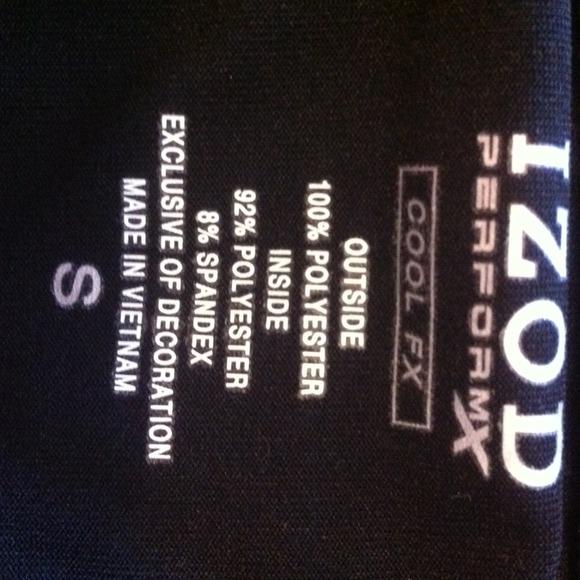 IZOD
PERFORMX
COOL FX
OUTSIDE
100% POLYESTER
INSIDE
92% POLYESTER
8% SPANDEX
EXCLUSIVE OF DECORATION
MADE IN VIETNAM
S